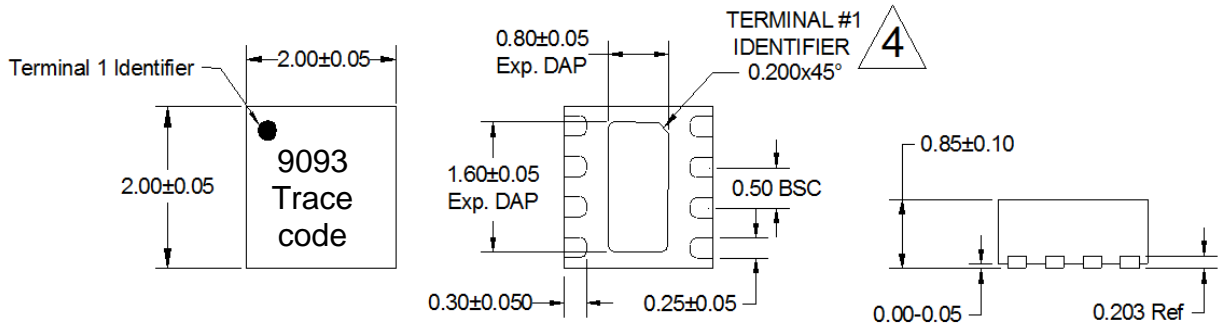 Terminal 1 Identifier
2.00±0.05
2.00±0.05
9093
Trace
code
0.80±0.05
Exp. DAP
TERMINAL #1
IDENTIFIER
0.200x45°
4
1.60±0.05
Exp. DAP
0.50 BSC
0.30±0.050
0.25±0.05
0.85±0.10
0.00-0.05
0.203 Ref